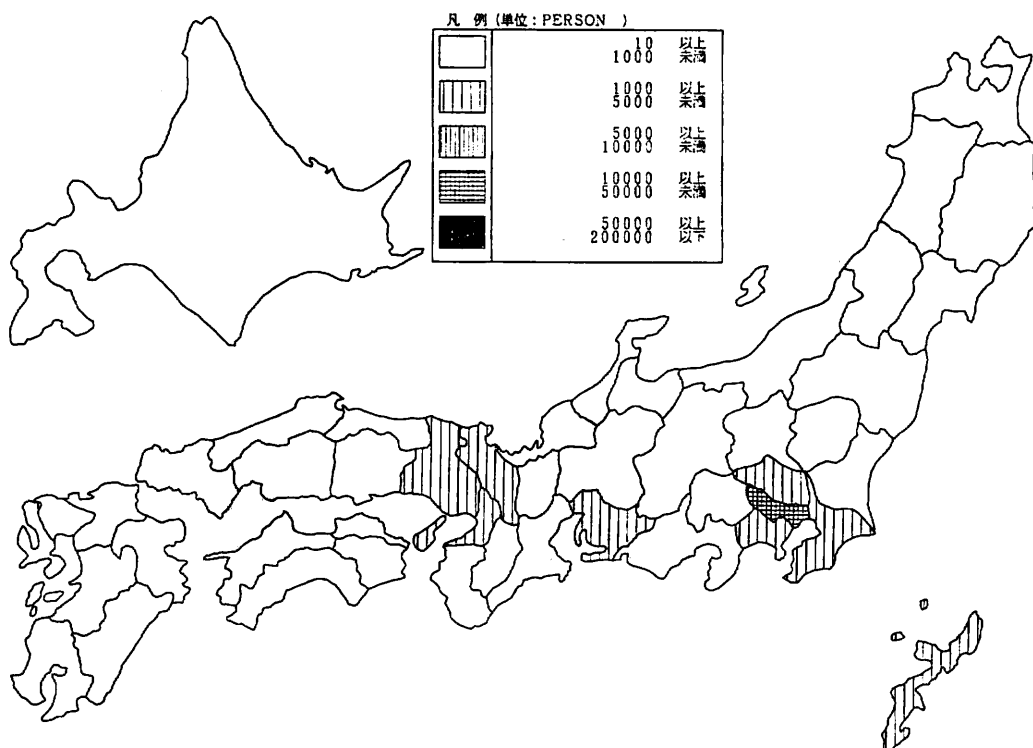 凡 例 (単位 : PERSON )
10 以上
1000 未満
1000 以上
5000 未満
5000 以上
10000 未満
10000 以上
50000 未満
50000 以上
200000 以下